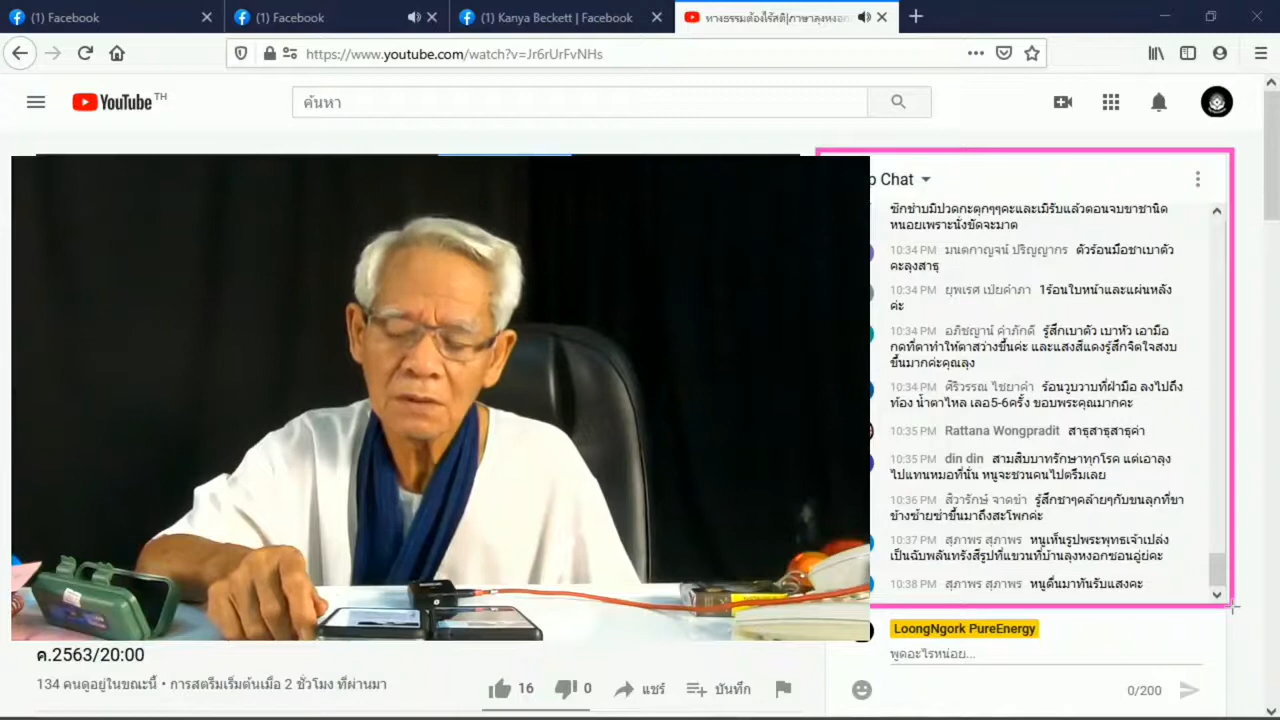 (1) Facebook
(1) Facebook
(1) Kanya Beckett | Facebook
ทางธรรมต้องไร้สติ|ภาษาลุงหงอก
https://www.youtube.com/watch?v=Jr6rUrFvNHs
YouTube TH
ค้นหา
p Chat
ซิกซ่าบมีปวดกะตุกๆๆคะและเมิรับแล้วตอนจบขาชานิด
หนอยเพราะนั่งขัดจะมาต
10:34 PM มนตกาญจน์ ปริญญากร ตัวร้อนมือชาเบาตัว
คะลุงสาธุ
10:34 PM ยุพเรศ เปียคำภา 1ร้อนใบหน้าและแผ่นหลัง
ค่ะ
10:34 PM อภิชญาน์ คำภักดี รู้สึกเบาตัว เบาหัว เอามือ
กดที่ตาทำให้ตาสว่างขึ้นค่ะ และแสงสีแดงรู้สึกจิตใจสงบ
ขึ้นมากค่ะคุณลุง
10:34 PM ศิริวรรณ ไชยาคำ ร้อนวูบวาบที่ฝ่ามือ ลงไปถึง
ท้อง น้ำตาไหล เลอ5-6ครั้ง ขอบพระคุณมากคะ
10:35 PM Rattana Wongpradit สาธุสาธุสาธุค่า
10:35 PM din din สามสิบบาทรักษาทุกโรค แต่เอาลุง
ไปแทนหมอที่นั่น หนูจะชวนคนไปตรึมเลย
10:36 PM สิวารักษ์ จาดขำ รู้สึกชาๆคล้ายๆกับขนลุกที่ขา
ข้างซ้ายซ่าขึ้นมาถึงสะโพกค่ะ
10:37 PM สุภาพร สุภาพร หนูเห็นรูปพระพุทธเจ้าเปล่ง
เป็นฉับพลันทรังสีรูปที่แขวนที่บ้านลุงหงอกซอนอู่ย่คะ
10:38 PM สุภาพร สุภาพร หนูตื่นมาทันรับแสงคะ
LoongNgork PureEnergy
พูดอะไรหน่อย...
0/200
ค.2563/20:00
134 คนดูอยู่ในขณะนี้ • การสตรีมเริ่มต้นเมื่อ 2 ชั่วโมง ที่ผ่านมา
16 0 แชร์ บันทึก